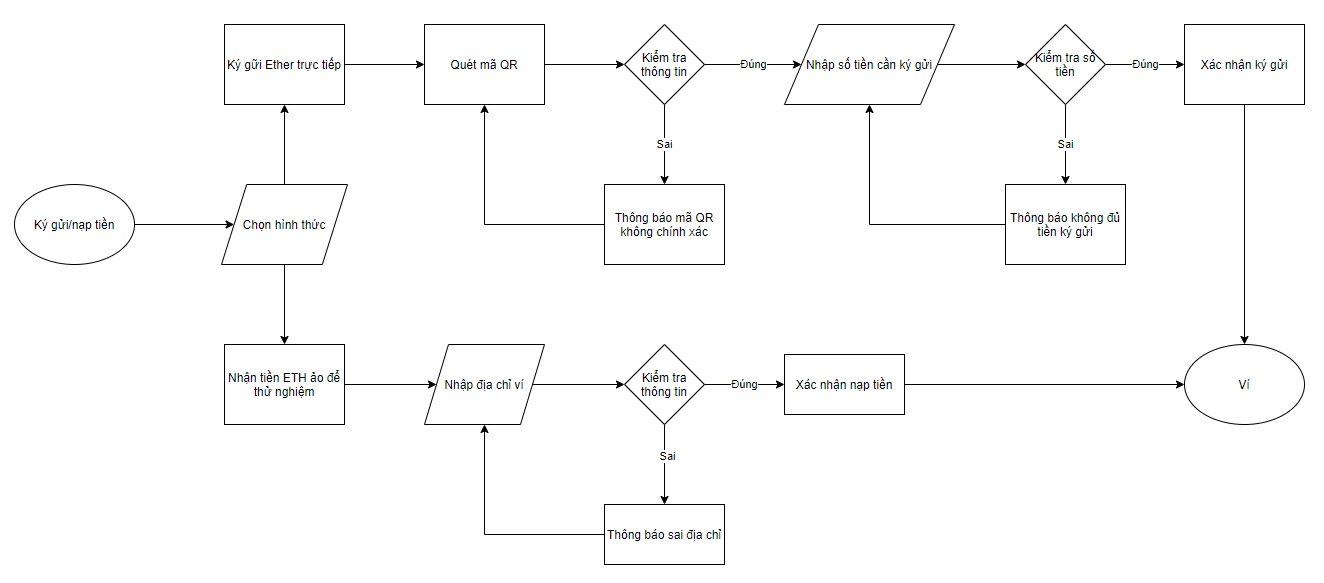 Ký gửi Ether trực tiếp
Quét mã QR
Kiểm tra
thông tin
Đúng
Nhập số tiền cần ký gửi
Kiểm tra số
tiền
Đúng
Xác nhận ký gửi
Sai
Sai
Ký gửi/nạp tiền
Chọn hình thức
Thông báo mã QR
không chính xác
Thông báo không đủ
tiền ký gửi
Nhận tiền ETH ảo để
thử nghiệm
Nhập địa chỉ ví
Kiểm tra
thông tin
Đúng
Xác nhận nạp tiền
Ví
Sai
Thông báo sai địa chỉ